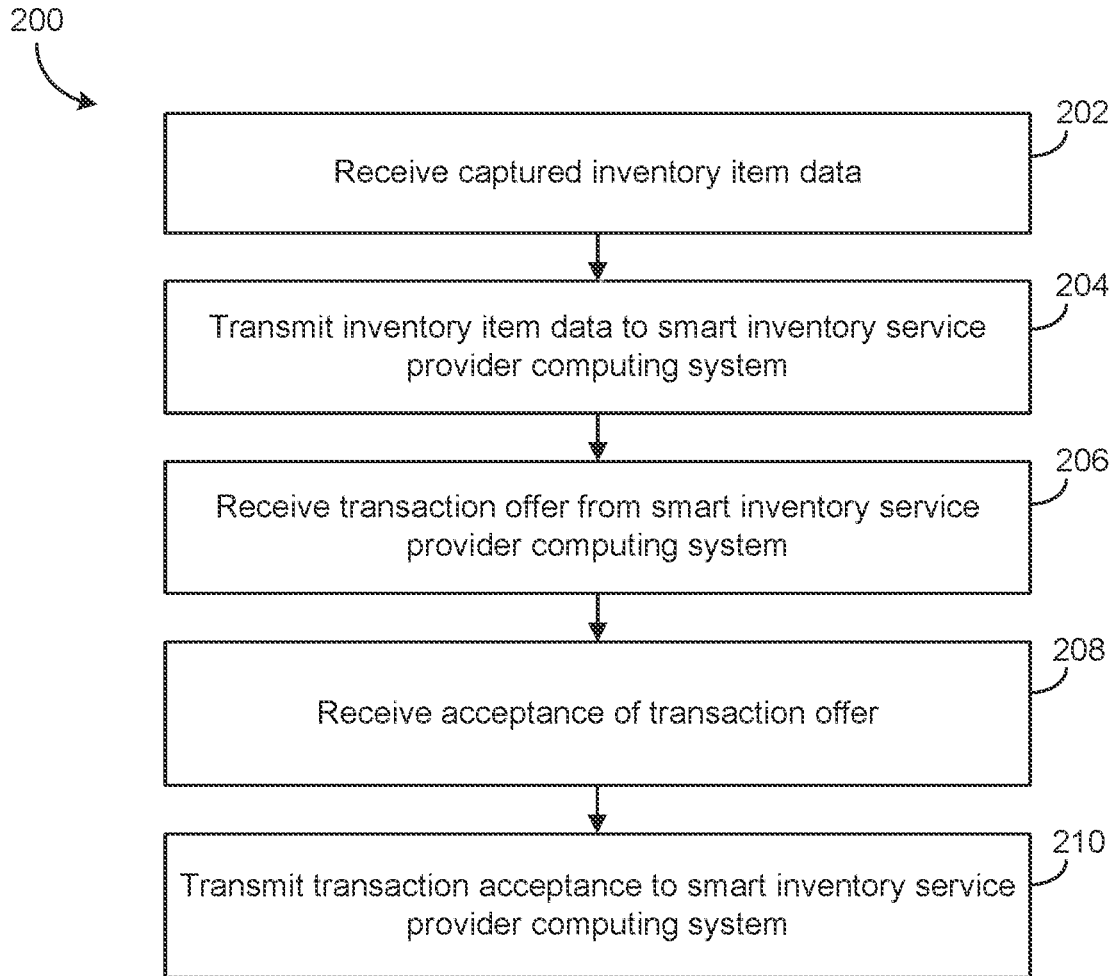 200
202
Receive captured inventory item data
204
Transmit inventory item data to smart inventory service
provider computing system
206
Receive transaction offer from smart inventory service
provider computing system
208
Receive acceptance of transaction offer
210
Transmit transaction acceptance to smart inventory service
provider computing system